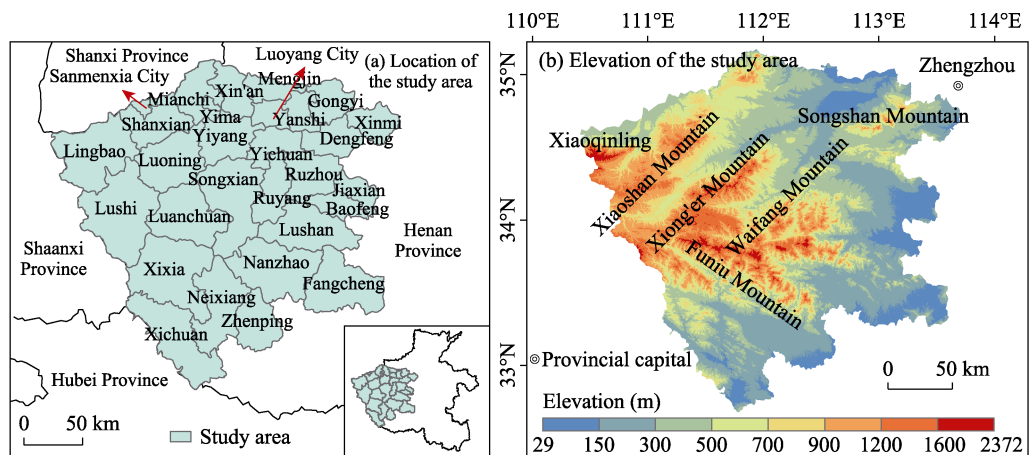 Shanxi Province
Luoyang City
(a) Location of
the study area
Sanmenxia City
Mengjin
Xin'an
Mianchi
Gongyi
Yima
Yanshi
Xinmi
Shanxian
Yiyang
Dengfeng
Lingbao
Luoning
Yichuan
Songxian
Ruzhou
Jiaxian
Lushi
Ruyang
Baofeng
Luanchuan
Lushan
Henan
Province
Shaanxi
Province
Xixia
Nanzhao
Fangcheng
Neixiang
Zhenping
Xichuan
Hubei Province
0 50 km
Study area
110°E 111°E 112°E 113°E 114°E
35°N
34°N
33°N
(b) Elevation of the study area
Zhengzhou
Songshan Mountain
Xiaoqinling
Xiaoshan Mountain
Xiong'er Mountain
Waifang Mountain
Funiu Mountain
Provincial capital
0 50 km
Elevation (m)
29 150 300 500 700 900 1200 1600 2372